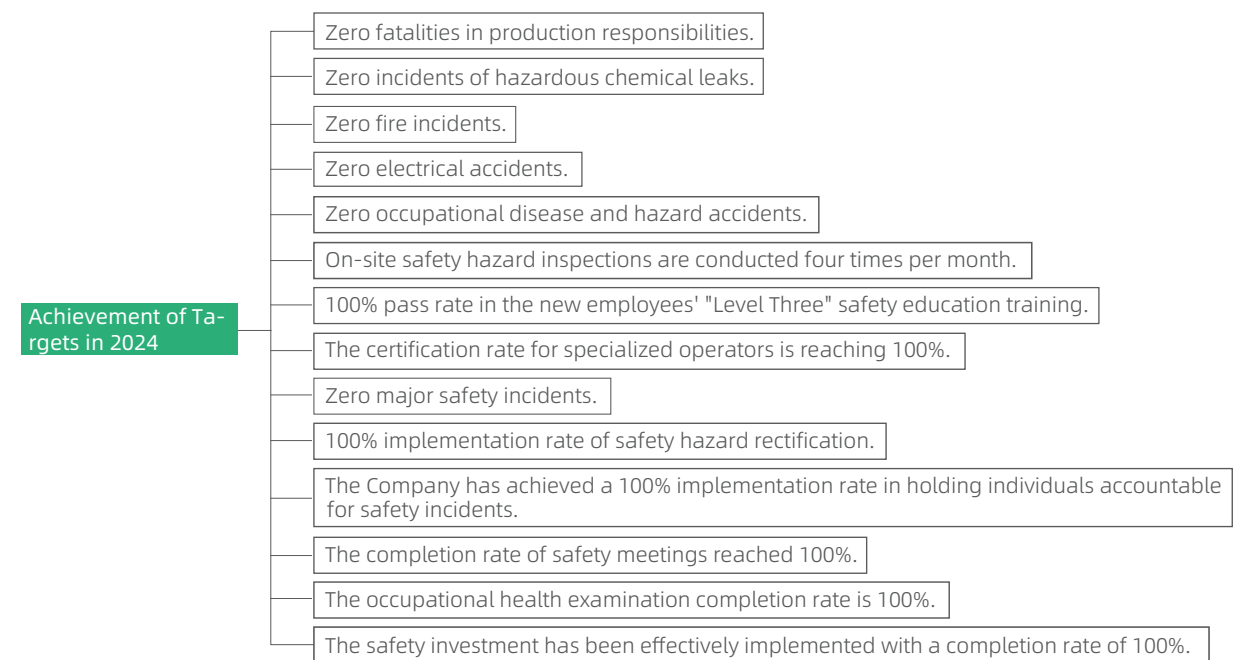 Zero fatalities in production responsibilities.
Zero incidents of hazardous chemical leaks.
Zero fire incidents.
Zero electrical accidents.
Zero occupational disease and hazard accidents.
On-site safety hazard inspections are conducted four times per month.
Achievement of Ta-
rgets in 2024
100% pass rate in the new employees' "Level Three" safety education training.
The certification rate for specialized operators is reaching 100%.
Zero major safety incidents.
100% implementation rate of safety hazard rectification.
The Company has achieved a 100% implementation rate in holding individuals accountable
for safety incidents.
The completion rate of safety meetings reached 100%.
The occupational health examination completion rate is 100%.
The safety investment has been effectively implemented with a completion rate of 100%.